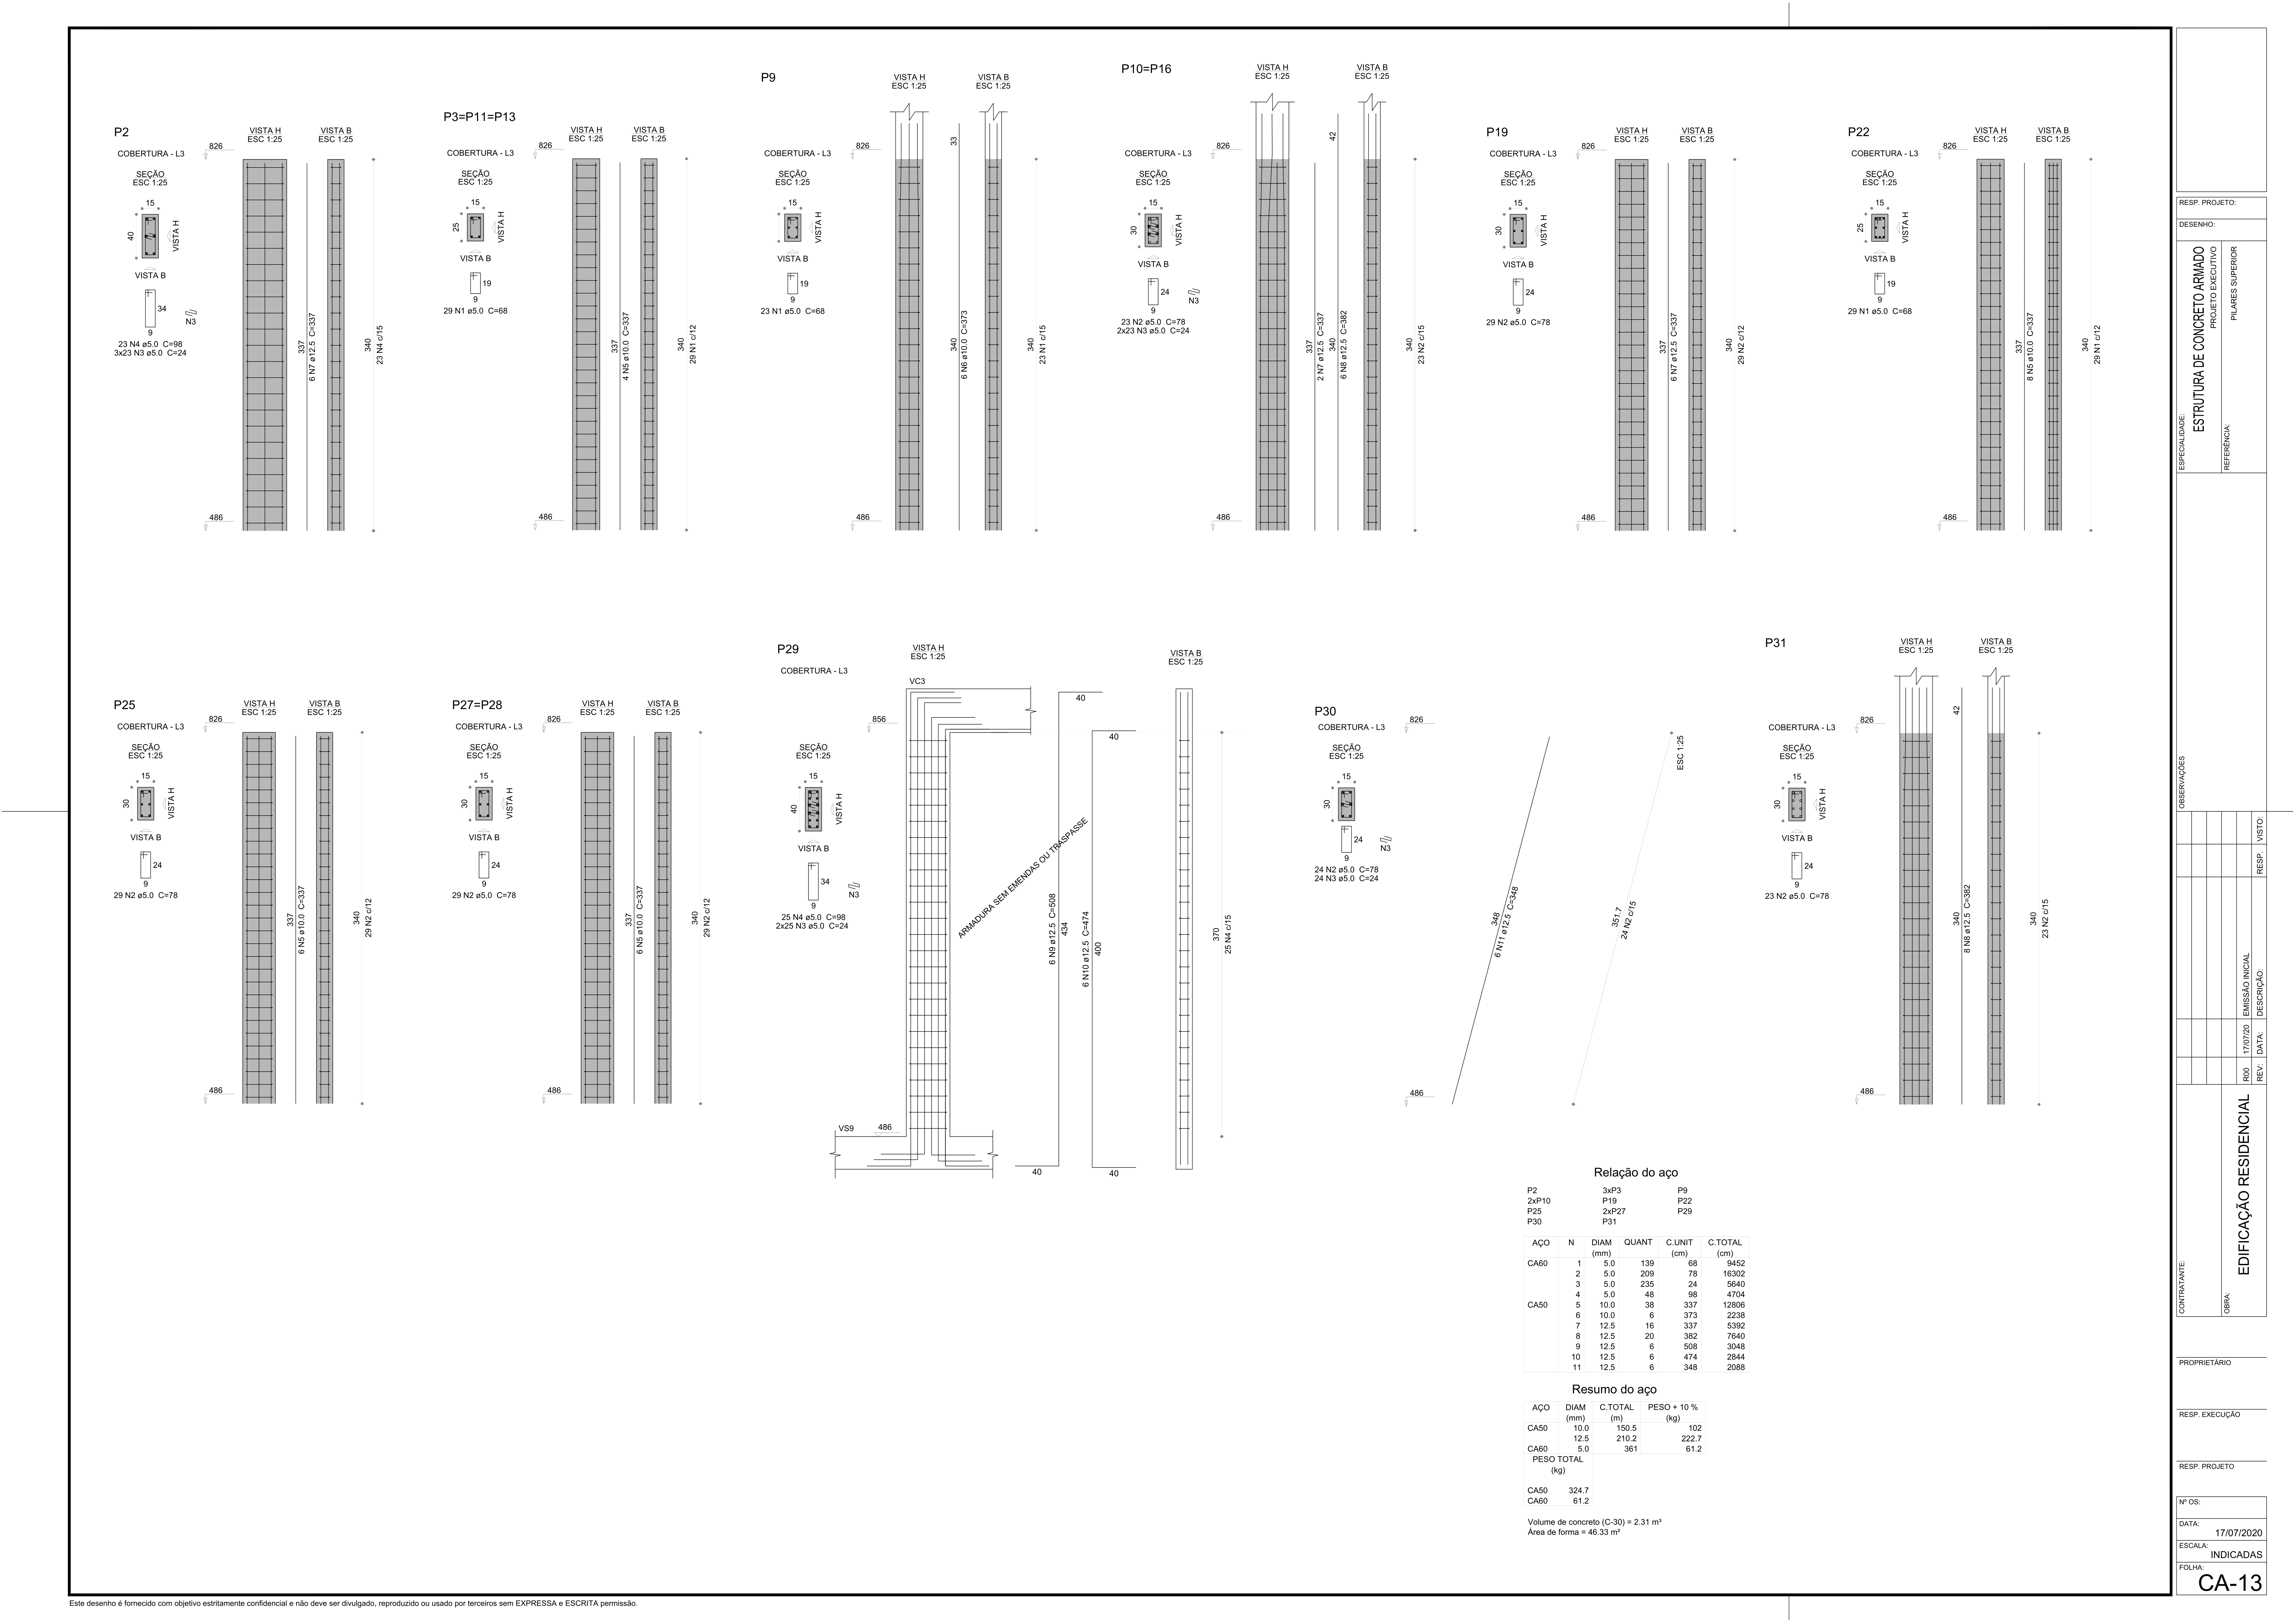 P2
VISTA H
ESC 1:25
VISTA B
ESC 1:25
COBERTURA - L3
826
SEÇÃO
ESC 1:25
15
40
VISTA H
VISTA B
34
9
N3
23 N4 ø5.0  C=98
3x23 N3 ø5.0  C=24
337
6 N7 ø12.5  C=337
340
23 N4 c/15
486
P3=P11=P13
VISTA H
ESC 1:25
VISTA B
ESC 1:25
COBERTURA - L3
826
SEÇÃO
ESC 1:25
15
25
VISTA H
VISTA B
19
9
29 N1 ø5.0  C=68
337
4 N5 ø10.0  C=337
340
29 N1 c/12
486
P9
VISTA H
ESC 1:25
VISTA B
ESC 1:25
COBERTURA - L3
826
33
SEÇÃO
ESC 1:25
15
VISTA H
VISTA B
19
9
23 N1 ø5.0  C=68
340
6 N6 ø10.0  C=373
340
23 N1 c/15
486
P10=P16
VISTA H
ESC 1:25
VISTA B
ESC 1:25
COBERTURA - L3
826
42
SEÇÃO
ESC 1:25
15
30
VISTA H
VISTA B
24
9
N3
23 N2 ø5.0  C=78
2x23 N3 ø5.0  C=24
337
2 N7 ø12.5  C=337
340
6 N8 ø12.5  C=382
340
23 N2 c/15
486
P19
VISTA H
ESC 1:25
VISTA B
ESC 1:25
COBERTURA - L3
826
SEÇÃO
ESC 1:25
15
30
VISTA H
VISTA B
24
9
29 N2 ø5.0  C=78
337
6 N7 ø12.5  C=337
340
29 N2 c/12
486
P22
VISTA H
ESC 1:25
VISTA B
ESC 1:25
COBERTURA - L3
826
SEÇÃO
ESC 1:25
15
25
VISTA H
VISTA B
19
9
29 N1 ø5.0  C=68
337
8 N5 ø10.0  C=337
340
29 N1 c/12
486
P25
VISTA H
ESC 1:25
VISTA B
ESC 1:25
COBERTURA - L3
826
SEÇÃO
ESC 1:25
15
30
VISTA H
VISTA B
24
9
29 N2 ø5.0  C=78
337
6 N5 ø10.0  C=337
340
29 N2 c/12
486
P27=P28
VISTA H
ESC 1:25
VISTA B
ESC 1:25
COBERTURA - L3
826
SEÇÃO
ESC 1:25
15
30
VISTA H
VISTA B
24
9
29 N2 ø5.0  C=78
337
6 N5 ø10.0  C=337
340
29 N2 c/12
486
P29
VISTA H
ESC 1:25
VISTA B
ESC 1:25
COBERTURA - L3
VC3
856
40
40
SEÇÃO
ESC 1:25
15
40
VISTA H
VISTA B
34
9
N3
25 N4 ø5.0  C=98
2x25 N3 ø5.0  C=24
ARMADURA SEM EMENDAS OU TRASPASSE
6 N9 ø12.5  C=508
434
6 N10 ø12.5  C=474
400
370
25 N4 c/15
VS9
486
40
40
P30
COBERTURA - L3
826
ESC 1:25
SEÇÃO
ESC 1:25
15
30
24
9
N3
24 N2 ø5.0  C=78
24 N3 ø5.0  C=24
348
6 N11 ø12.5  C=348
351.7
24 N2 c/15
486
P31
VISTA H
ESC 1:25
VISTA B
ESC 1:25
COBERTURA - L3
826
42
SEÇÃO
ESC 1:25
15
30
VISTA H
VISTA B
24
9
23 N2 ø5.0  C=78
340
8 N8 ø12.5  C=382
340
23 N2 c/15
486
Relação do aço
P2 3xP3 P9
2xP10 P19 P22
P25 2xP27 P29
P30 P31
AÇO N DIAM QUANT C.UNIT C.TOTAL
(mm) (cm) (cm)
CA60 1 5.0 139 68 9452
2 5.0 209 78 16302
3 5.0 235 24 5640
4 5.0 48 98 4704
CA50 5 10.0 38 337 12806
6 10.0 6 373 2238
7 12.5 16 337 5392
8 12.5 20 382 7640
9 12.5 6 508 3048
10 12.5 6 474 2844
11 12.5 6 348 2088
Resumo do aço
AÇO DIAM C.TOTAL PESO + 10 %
(mm) (m) (kg)
CA50 10.0 150.5 102
12.5 210.2 222.7
CA60 5.0 361 61.2
PESO TOTAL
(kg)
CA50 324.7
CA60 61.2
Volume de concreto (C-30) = 2.31 m³
Área de forma = 46.33 m²
RESP. PROJETO:
DESENHO:
ESPECIALIDADE:
ESTRUTURA DE CONCRETO ARMADO
PROJETO EXECUTIVO
REFERÊNCIA:
PILARES SUPERIOR
OBSERVAÇÕES
R00 17/07/20 EMISSÃO INICIAL
REV: DATA: DESCRIÇÃO: RESP. VISTO:
CONTRATANTE:
OBRA:
EDIFICAÇÃO RESIDENCIAL
PROPRIETÁRIO
RESP. EXECUÇÃO
RESP. PROJETO
Nº OS:
DATA:
17/07/2020
ESCALA:
INDICADAS
FOLHA:
CA-13
Este desenho é fornecido com objetivo estritamente confidencial e não deve ser divulgado, reproduzido ou usado por terceiros sem EXPRESSA e ESCRITA permissão.